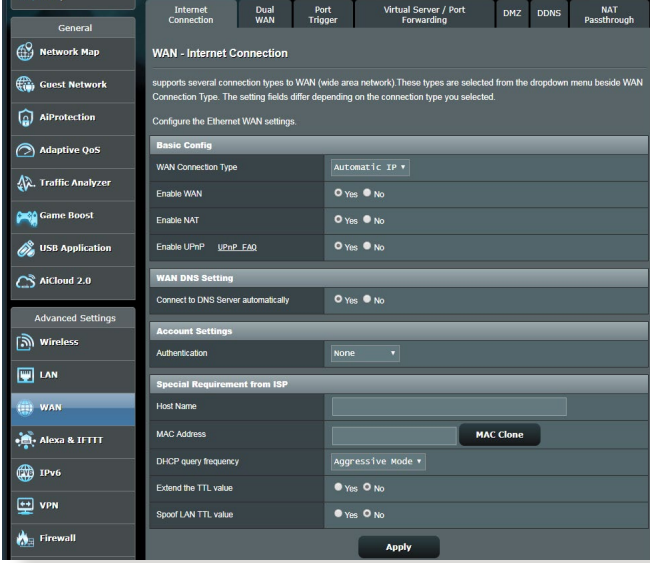 General
Network Map
Guest Network
AiProtection
Adaptive QoS
Traffic Analyzer
Game Boost
USB Application
AiCloud 2.0
Advanced Settings
Wireless
LAN
WAN
Alexa & IFTTT
IPv6
VPN
Firewall
Internet Connection
Dual WAN
Port Trigger
Virtual Server / Port Forwarding
DMZ
DDNS
NAT Passthrough
WAN - Internet Connection
supports several connection types to WAN (wide area network).These types are selected from the dropdown menu beside WAN
Connection Type. The setting fields differ depending on the connection type you selected.
Configure the Ethernet WAN settings.
Basic Config
WAN Connection Type Automatic IP
Enable WAN Yes No
Enable NAT Yes No
Enable UPnP UPnP FAQ Yes No
WAN DNS Setting
Connect to DNS Server automatically Yes No
Account Settings
Authentication None
Special Requirement from ISP
Host Name
MAC Address MAC Clone
DHCP query frequency Aggressive Mode
Extend the TTL value Yes No
Spoof LAN TTL value Yes No
Apply